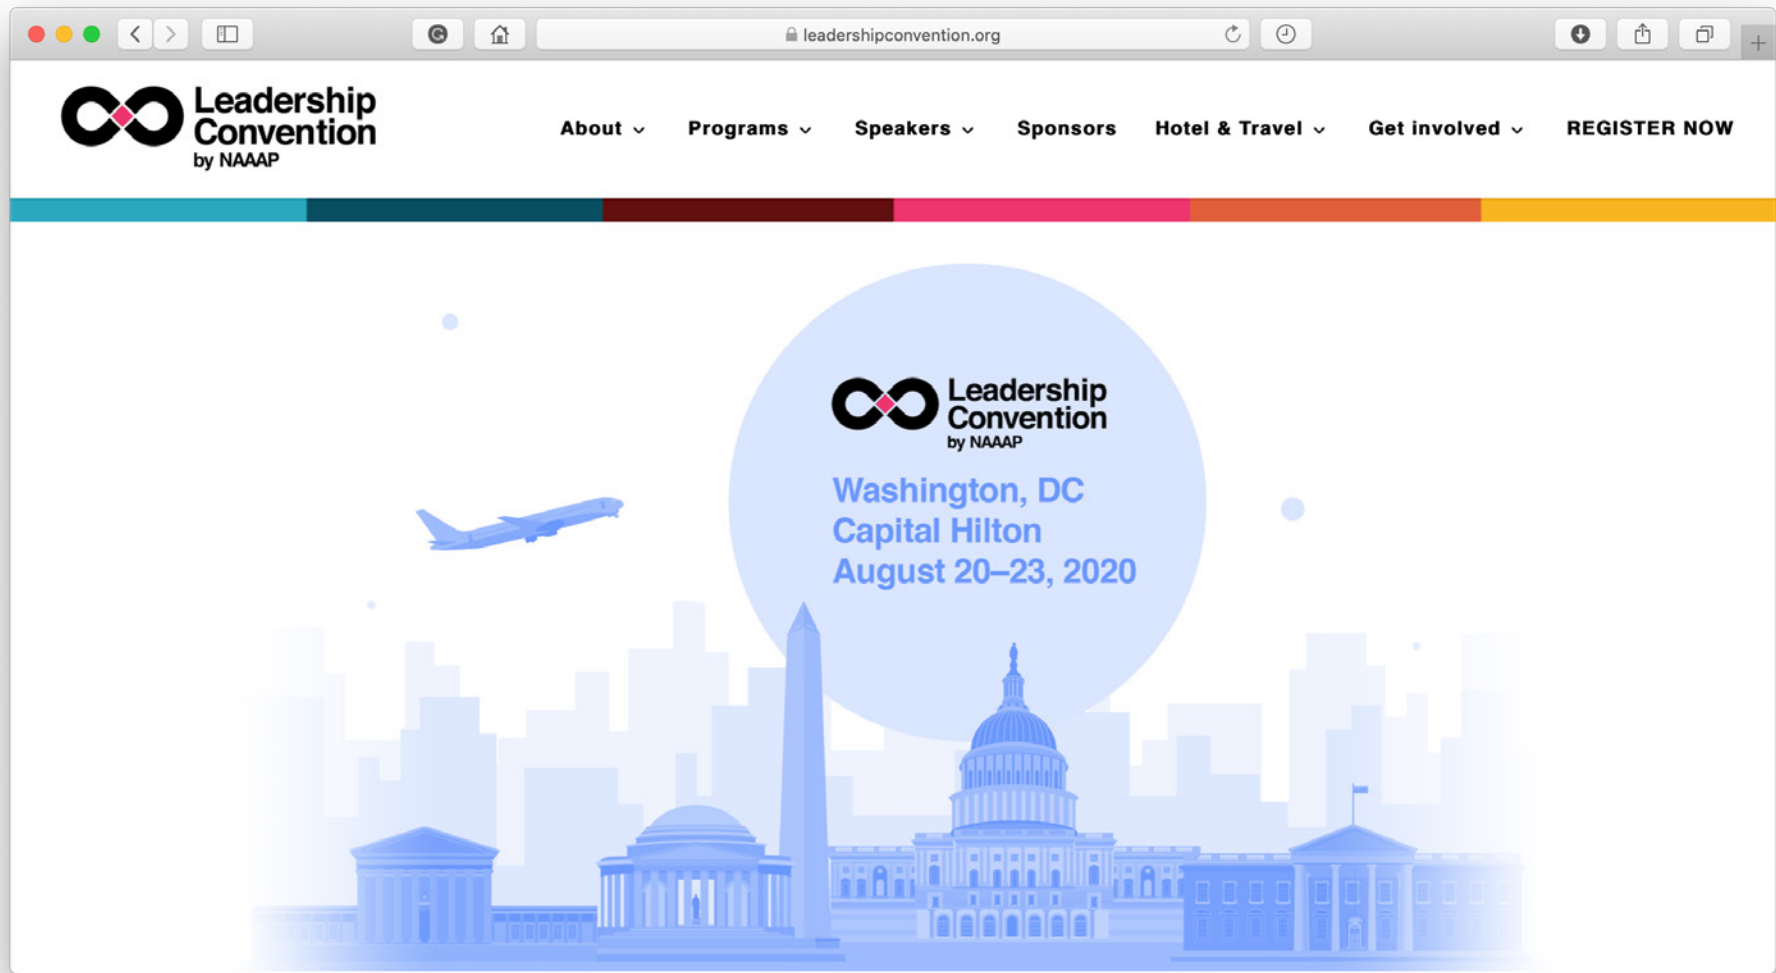 leadershipconvention.org
Leadership
Convention
by NAAAP
About
Programs
Speakers
Sponsors
Hotel & Travel
Get involved
REGISTER NOW
Leadership
Convention
by NAAAP
Washington, DC
Capital Hilton
August 20–23, 2020